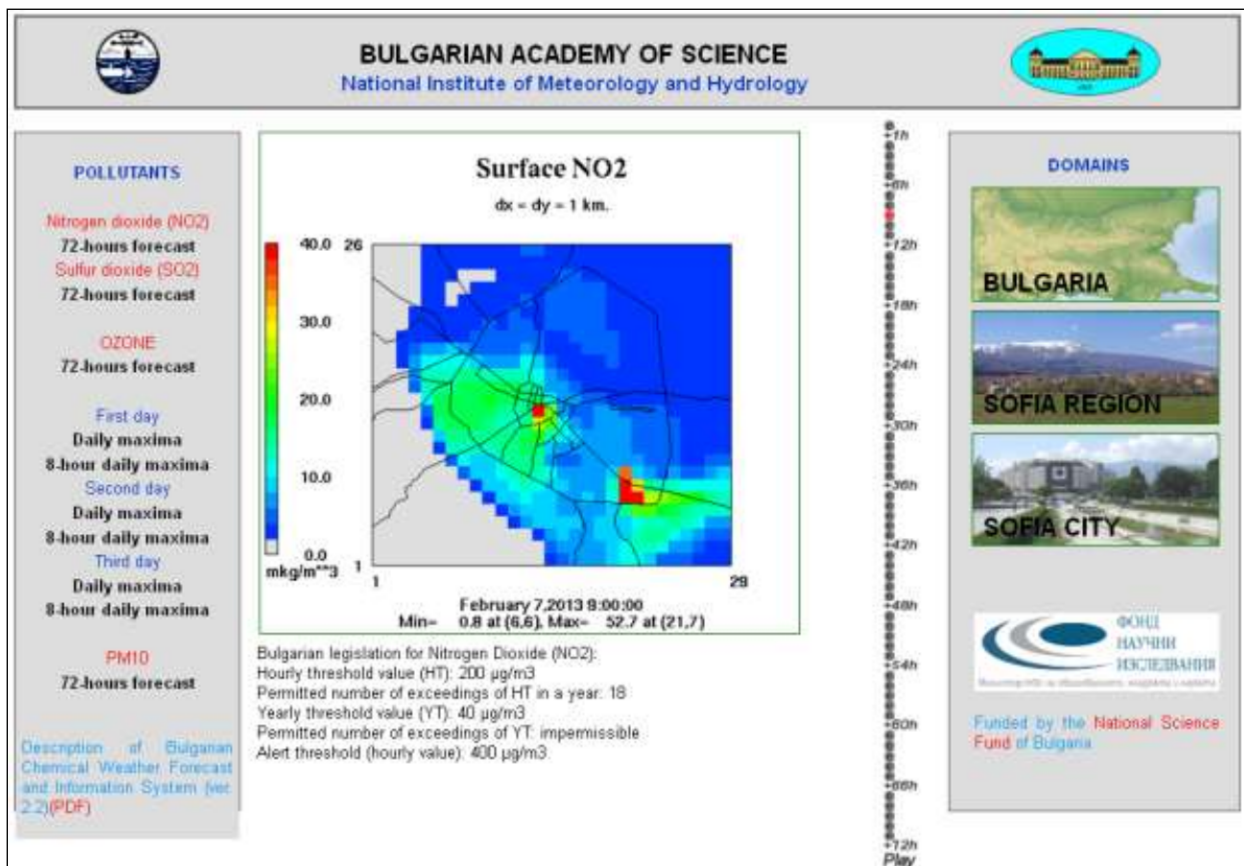 BULGARIAN ACADEMY OF SCIENCE
National Institute of Meteorology and Hydrology
POLLUTANTS
Nitrogen dioxide (NO2)
72-hours forecast
Sulfur dioxide (SO2)
72-hours forecast
OZONE
72-hours forecast
First day
Daily maxima
8-hour daily maxima
Second day
Daily maxima
8-hour daily maxima
Third day
Daily maxima
8-hour daily maxima
PM10
72-hours forecast
Description of Bulgarian
Chemical Weather Forecast
and Information System (ver.
2.2)(PDF)
Surface NO2
dx = dy = 1 km.
40.0
30.0
20.0
10.0
0.0
mkg/m**3
26
1
1
29
February 7,2013 9:00:00
Min= 0.8 at (6,6), Max= 52.7 at (21,7)
Bulgarian legislation for Nitrogen Dioxide (NO2):
Hourly threshold value (HT): 200 µg/m3
Permitted number of exceedings of HT in a year: 18
Yearly threshold value (YT): 40 µg/m3
Permitted number of exceedings of YT: impermissible
Alert threshold (hourly value): 400 µg/m3
+1h
+6h
+12h
+18h
+24h
+30h
+36h
+42h
+48h
+54h
+60h
+66h
+72h
Play
DOMAINS
BULGARIA
SOFIA REGION
SOFIA CITY
ФОНД
НАУЧНИ
ИЗСЛЕДВАНИЯ
Funded by the National Science
Fund of Bulgaria